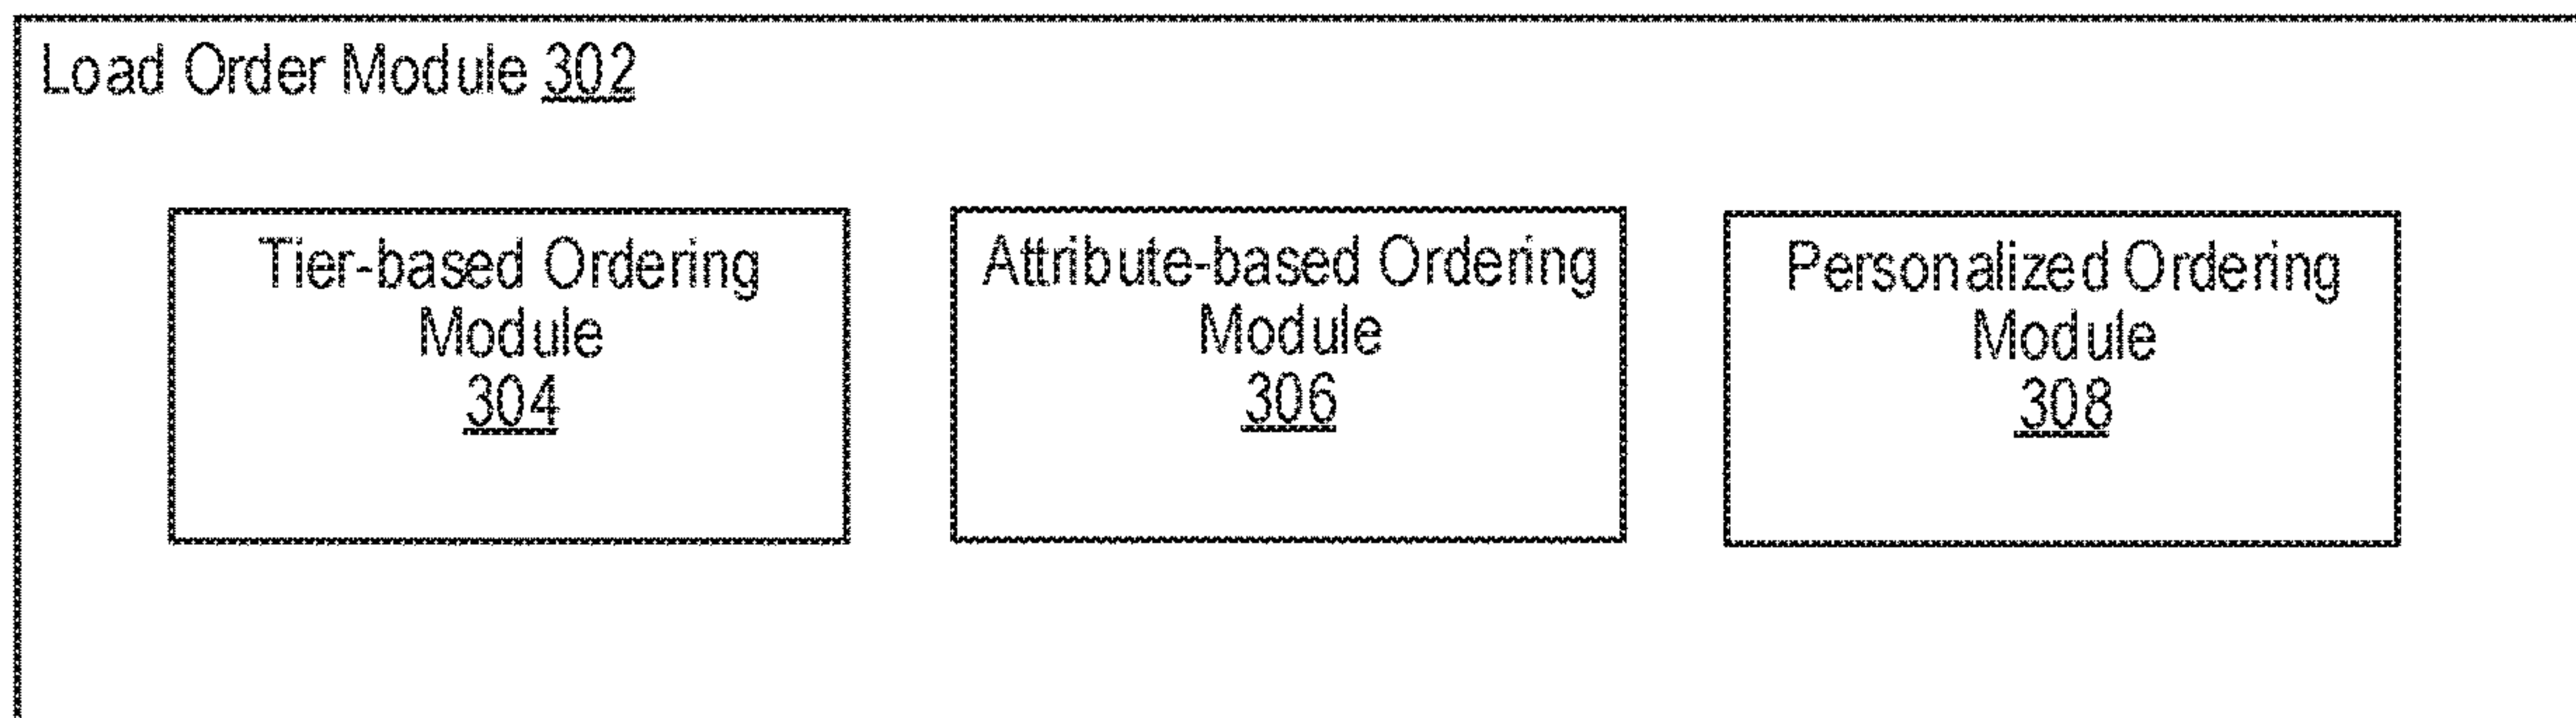 Load Order Module 302
Tier-based Ordering
Module
304
Attribute-based Ordering
Module
306
Personalized Ordering
Module
308